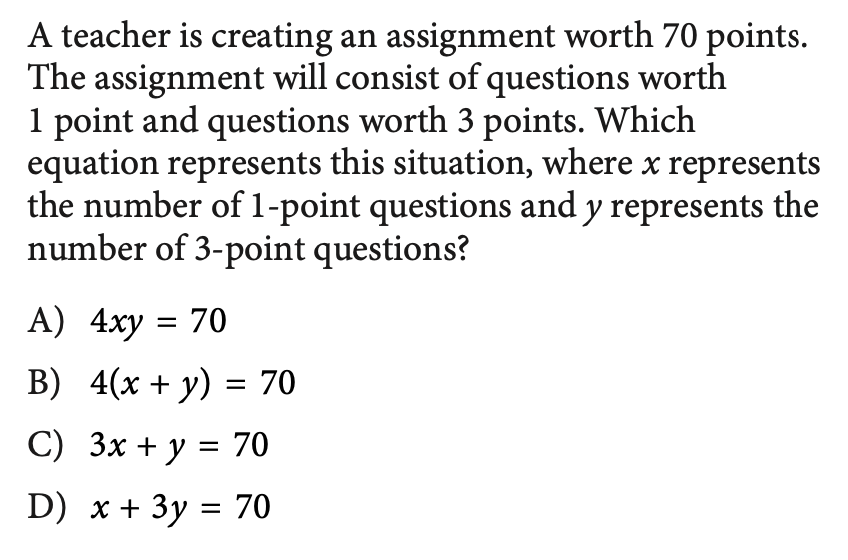 A teacher is creating an assignment worth 70 points.
The assignment will consist of questions worth
1 point and questions worth 3 points. Which
equation represents this situation, where x represents
the number of 1-point questions and y represents the
number of 3-point questions?
A) 4xy = 70
B) 4(x + y) = 70
C) 3x + y = 70
D) x + 3y = 70